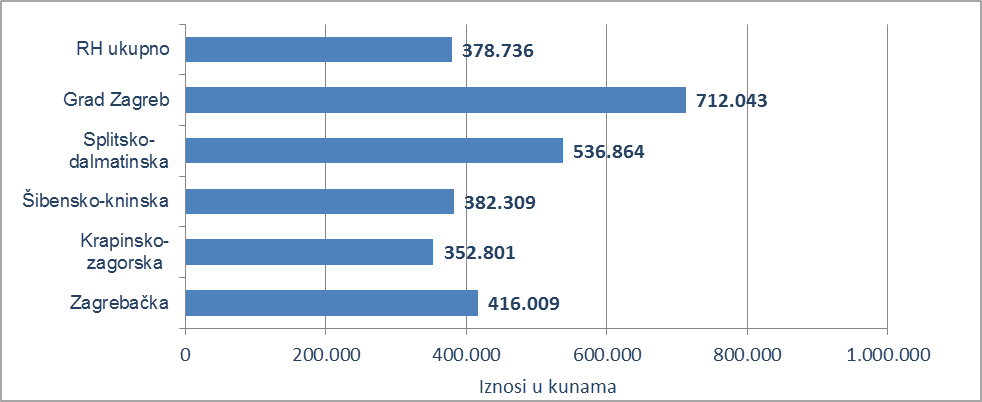 RH ukupno
378.736
Grad Zagreb
712.043
Splitsko-
dalmatinska
536.864
Šibensko-kninska
382.309
Krapinsko-
zagorska
352.801
Zagrebačka
416.009
0 200.000 400.000 600.000 800.000 1.000.000
Iznosi u kunama